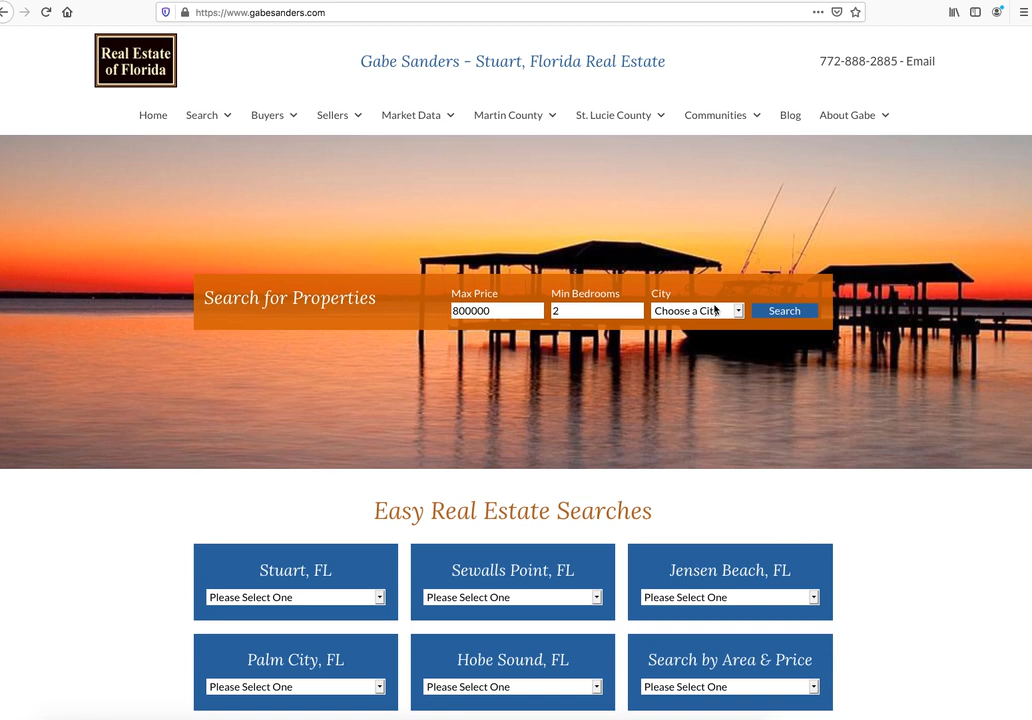 https://www.gabesanders.com
Real Estate
of Florida
Gabe Sanders - Stuart, Florida Real Estate
772-888-2885 - Email
Home Search Buyers Sellers Market Data Martin County St. Lucie County Communities Blog About Gabe
Search for Properties
Max Price Min Bedrooms City
800000 2 Choose a City Search
Easy Real Estate Searches
Stuart, FL Sewalls Point, FL Jensen Beach, FL
Please Select One Please Select One Please Select One
Palm City, FL Hobe Sound, FL Search by Area & Price
Please Select One Please Select One Please Select One